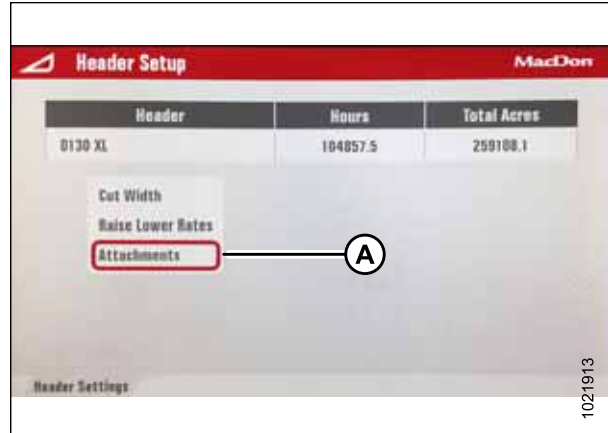 Header Setup
MacDon
Header Hours Total Acres
D130 XL 104857.5 259108.1
Cut Width
Raise Lower Rates
Attachments
A
Header Settings
1021913